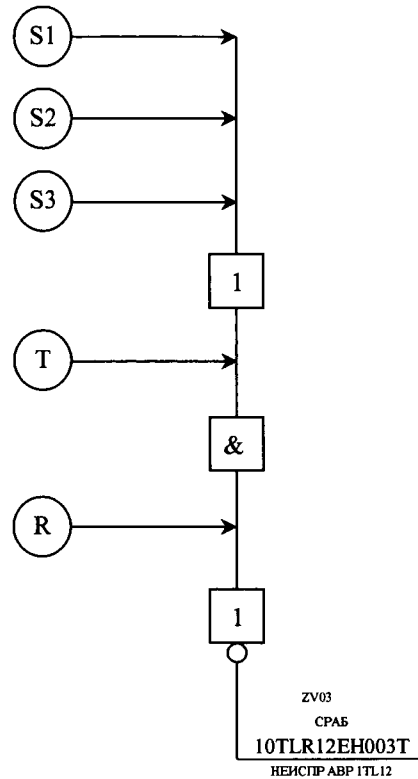 S1
S2
S3
1
T
&
R
1
ZV03
СРАБ
10TLR12EH003T
НЕИСПР АВР 1TL12